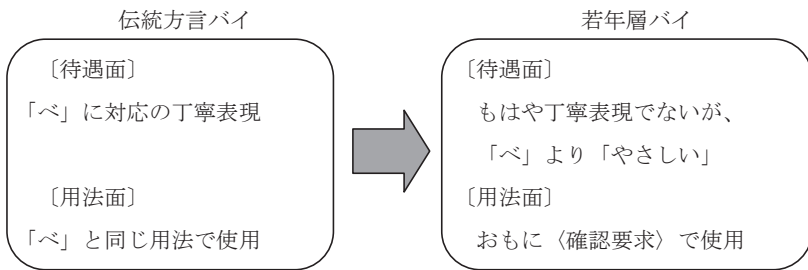 伝統方言バイ
〔待遇面〕
「べ」に対応の丁寧表現
〔用法面〕
「べ」と同じ用法で使用
若年層バイ
〔待遇面〕
もはや丁寧表現でないが、
「べ」より「やさしい」
〔用法面〕
おもに〈確認要求〉で使用